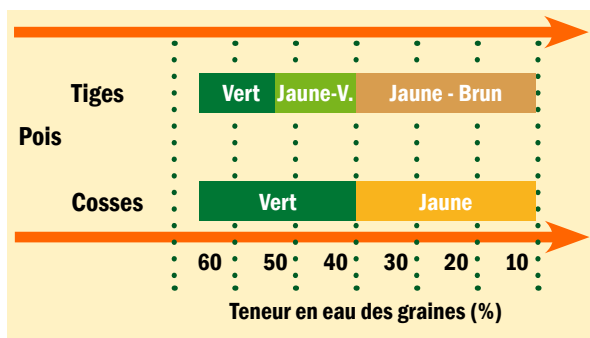 Tiges Vert Jaune-V. Jaune - Brun
Pois
Cosses Vert Jaune
60 50 40 30 20 10
Teneur en eau des graines (%)